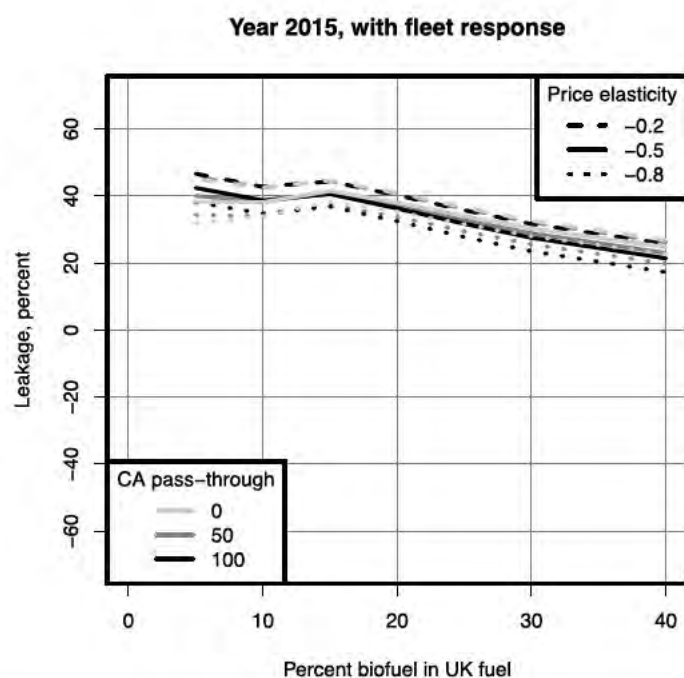 Year 2015, with fleet response
Price elasticity
−0.2
−0.5
−0.8
Leakage, percent
60
40
20
0
−20
−40
−60
CA pass−through
0
50
100
0 10 20 30 40
Percent biofuel in UK fuel